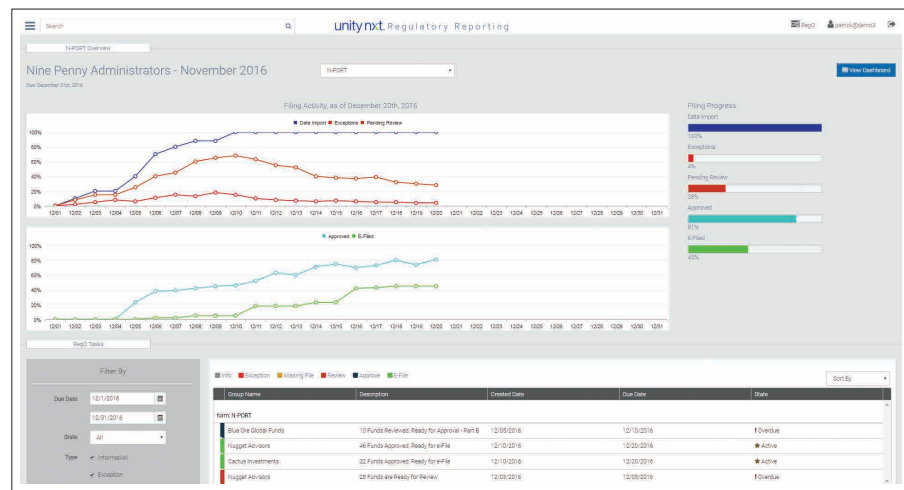 Search
unity nxt. Regulatory Reporting
RegQ
patrick@demo3
N-PORT Overview
Nine Penny Administrators - November 2016
N-PORT
View Dashboard
Due December 31st, 2016
Filing Activity, as of December 20th, 2016
Data Import Exceptions Pending Review
100%
80%
60%
40%
20%
0%
12/01 12/02 12/03 12/04 12/05 12/06 12/07 12/08 12/09 12/10 12/11 12/12 12/13 12/14 12/15 12/16 12/17 12/18 12/19 12/20 12/21 12/22 12/23 12/24 12/25 12/26 12/27 12/28 12/29 12/30 12/31
Approved E-Filed
100%
80%
60%
40%
20%
0%
12/01 12/02 12/03 12/04 12/05 12/06 12/07 12/08 12/09 12/10 12/11 12/12 12/13 12/14 12/15 12/16 12/17 12/18 12/19 12/20 12/21 12/22 12/23 12/24 12/25 12/26 12/27 12/28 12/29 12/30 12/31
Filing Progress
Data Import
100%
Exceptions
4%
Pending Review
28%
Approved
81%
E-Filed
45%
RegQ Tasks
Filter By
Due Date 12/1/2016
12/31/2016
State All
Type Information
Exception
Info Exception Missing File Review Approve E-File
Sort By
Group Name Description Created Date Due Date State
form: N-PORT
Blue Ore Global Funds 10 Funds Reviewed; Ready for Approval - Part B 12/05/2016 12/10/2016 ! Overdue
Nugget Advisors 46 Funds Approved; Ready for e-File 12/10/2016 12/20/2016 Active
Cactus Investments 22 Funds Approved; Ready for e-File 12/10/2016 12/20/2016 Active
Nugget Advisors 28 Funds are Ready for Review 12/03/2016 12/05/2016 ! Overdue